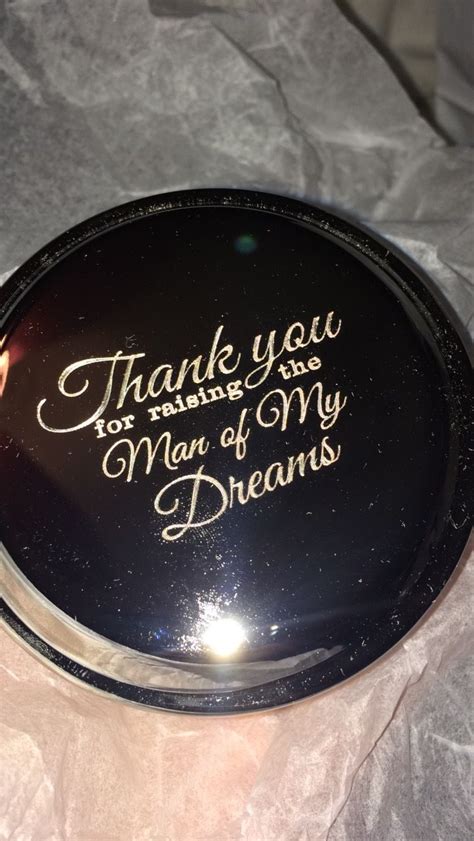 Thank you
for raising the
Man of My
Dreams